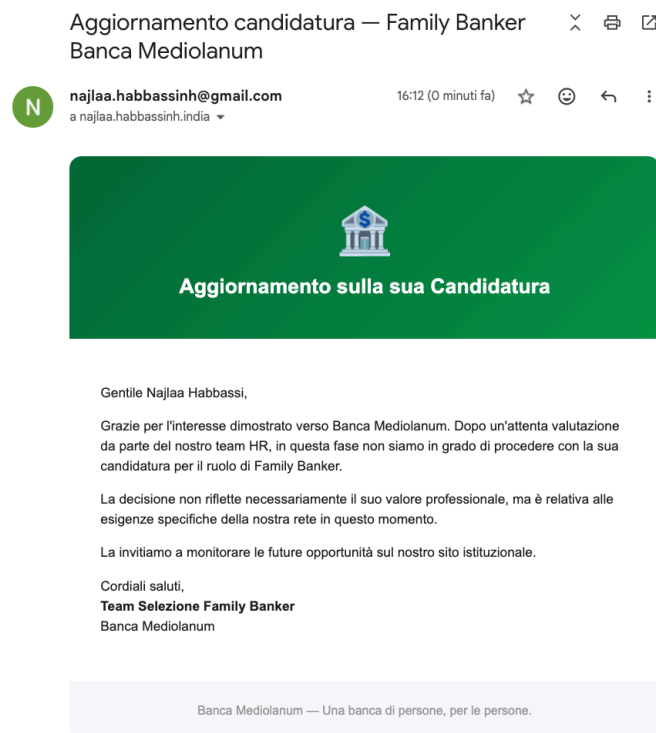 Aggiornamento candidatura — Family Banker
Banca Mediolanum
najlaa.habbassinh@gmail.com
16:12 (0 minuti fa)
N
a najlaa.habbassinh.india
$
Aggiornamento sulla sua Candidatura
Gentile Najlaa Habbassi,
Grazie per l'interesse dimostrato verso Banca Mediolanum. Dopo un'attenta valutazione
da parte del nostro team HR, in questa fase non siamo in grado di procedere con la sua
candidatura per il ruolo di Family Banker.
La decisione non riflette necessariamente il suo valore professionale, ma è relativa alle
esigenze specifiche della nostra rete in questo momento.
La invitiamo a monitorare le future opportunità sul nostro sito istituzionale.
Cordiali saluti,
Team Selezione Family Banker
Banca Mediolanum
Banca Mediolanum — Una banca di persone, per le persone.